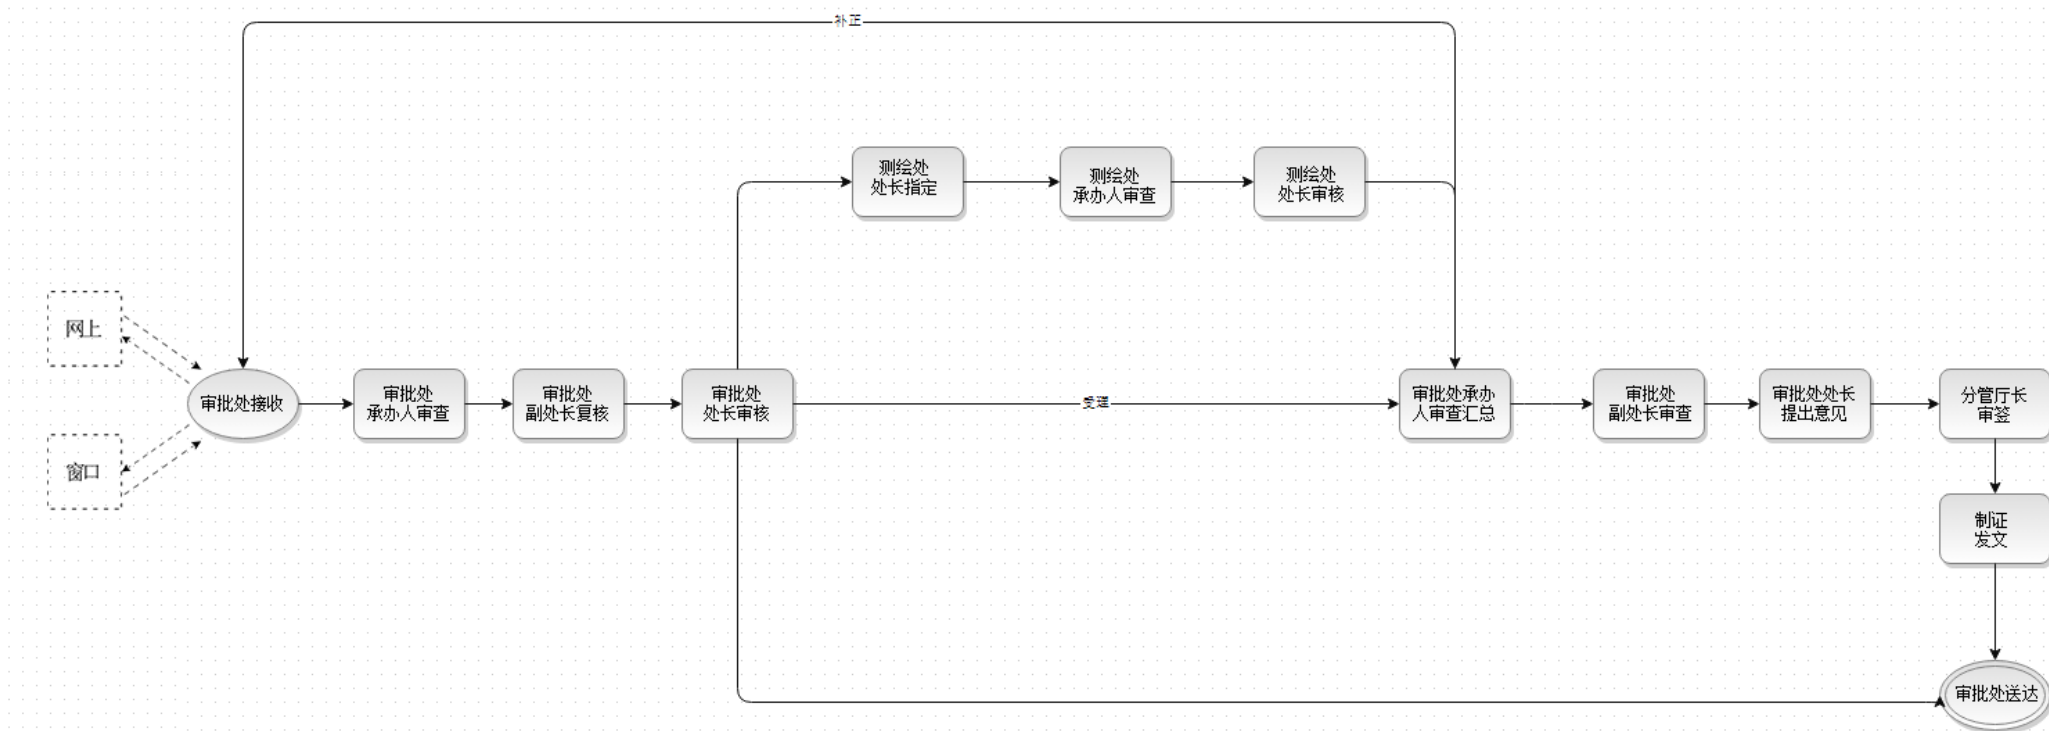 补正
测绘处
处长指定
测绘处
承办人审查
测绘处
处长审核
网上
窗口
审批处接收
审批处
承办人审查
审批处
副处长复核
审批处
处长审核
受理
审批处承办
人审查汇总
审批处
副处长审查
审批处处长
提出意见
分管厅长
审签
制证
发文
审批处送达